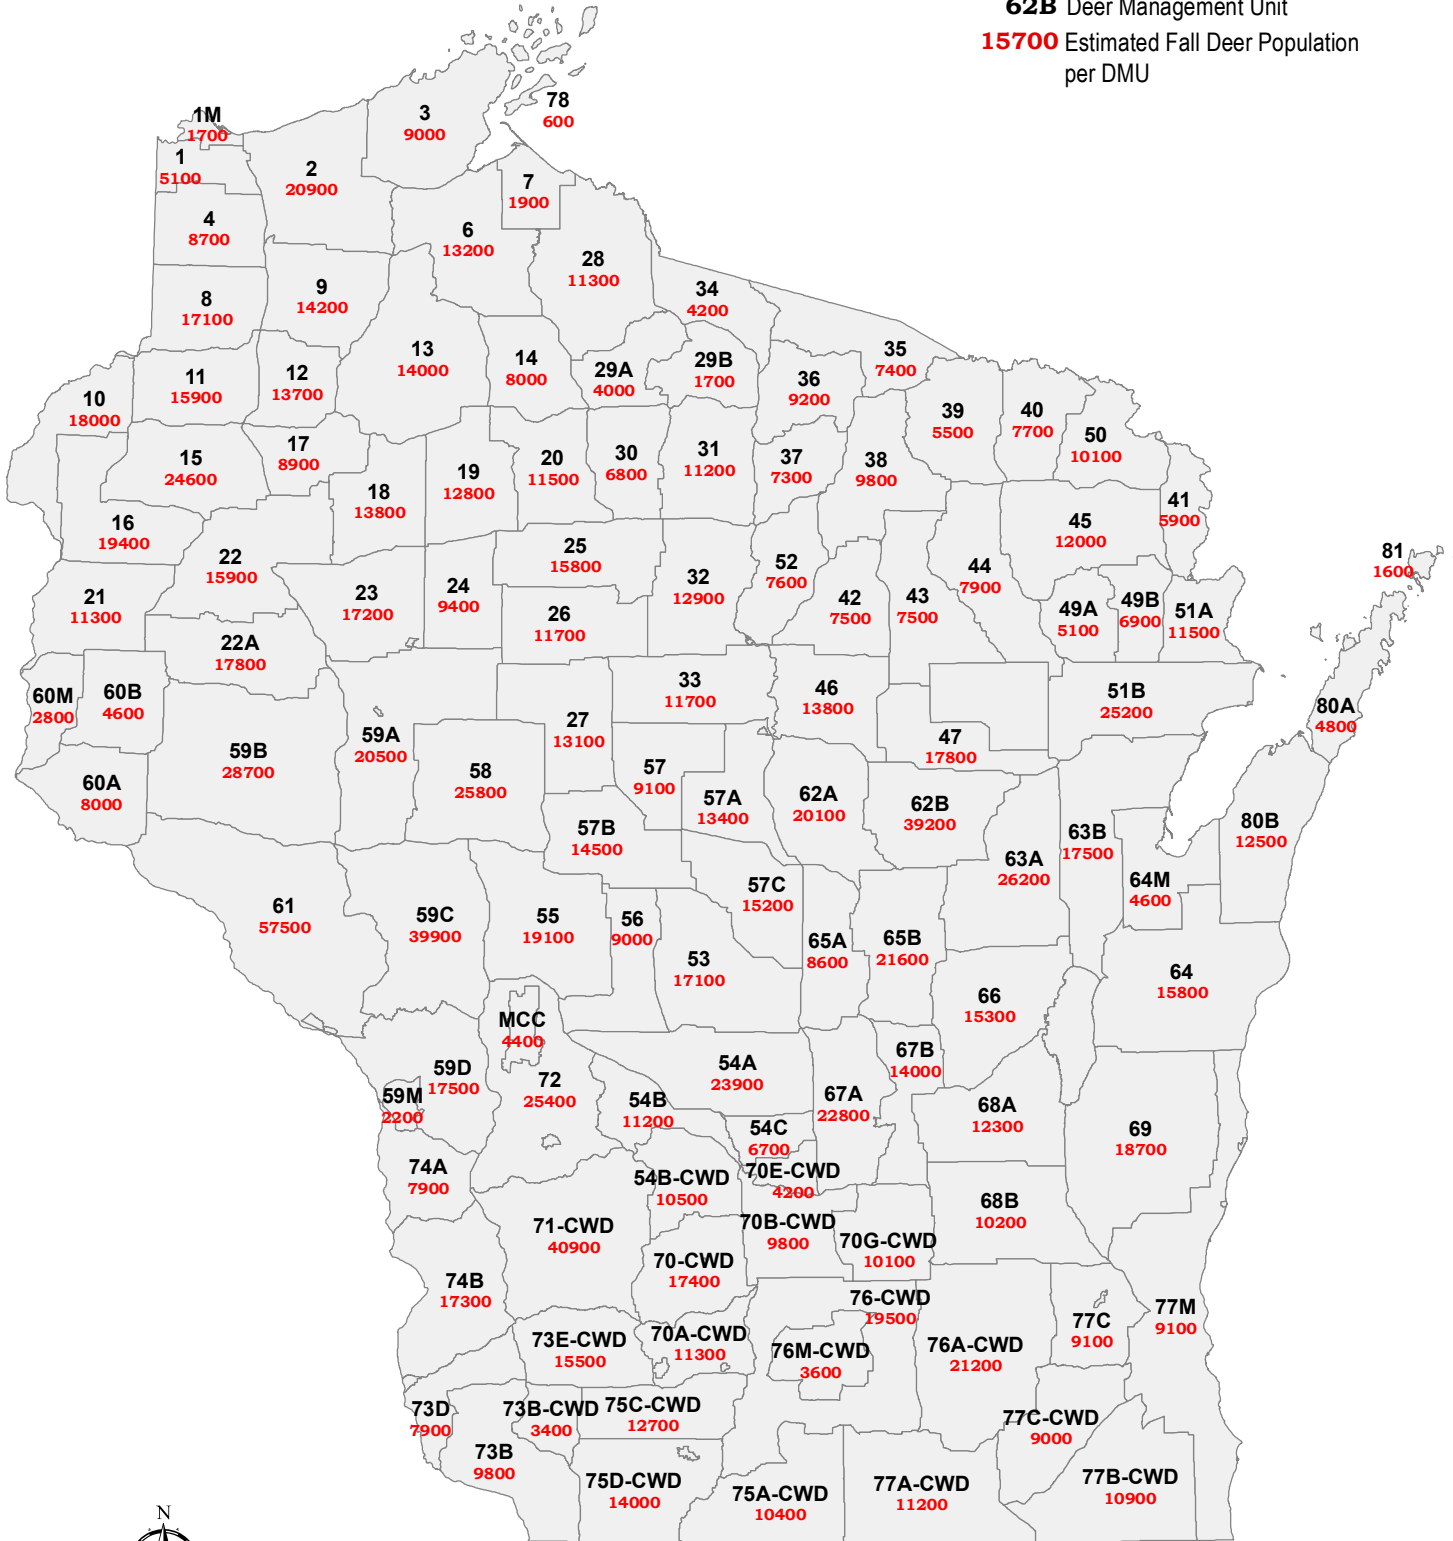 62B Deer Management Unit
15700 Estimated Fall Deer Population
per DMU
1M
1700
3
9000
78
600
1
5100
2
20900
7
1900
4
8700
6
13200
28
11300
8
17100
9
14200
34
4200
10
18000
11
15900
12
13700
13
14000
14
8000
29A
4000
29B
1700
36
9200
35
7400
39
5500
40
7700
50
10100
15
24600
17
8900
18
13800
19
12800
20
11500
30
6800
31
11200
37
7300
38
9800
41
5900
16
19400
22
15900
25
15800
45
12000
81
1600
21
11300
23
17200
24
9400
26
11700
32
12900
52
7600
42
7500
43
7500
44
7900
49A
5100
49B
6900
51A
11500
22A
17800
60M
2800
60B
4600
33
11700
46
13800
51B
25200
80A
4800
59B
28700
59A
20500
27
13100
47
17800
60A
8000
58
25800
57
9100
57A
13400
62A
20100
62B
39200
57B
14500
63A
26200
63B
17500
80B
12500
64M
4600
57C
15200
61
57500
59C
39900
55
19100
56
9000
65A
8600
65B
21600
53
17100
64
15800
66
15300
MCC
4400
59D
17500
72
25400
54A
23900
67B
14000
59M
2200
54B
11200
67A
22800
68A
12300
54C
6700
69
18700
74A
7900
54B-CWD
10500
70E-CWD
4200
68B
10200
71-CWD
40900
70B-CWD
9800
70G-CWD
10100
70-CWD
17400
74B
17300
76-CWD
19500
77M
9100
77C
9100
73E-CWD
15500
70A-CWD
11300
76M-CWD
3600
76A-CWD
21200
73D
7900
73B-CWD
3400
75C-CWD
12700
77C-CWD
9000
73B
9800
75D-CWD
14000
75A-CWD
10400
77A-CWD
11200
77B-CWD
10900
N